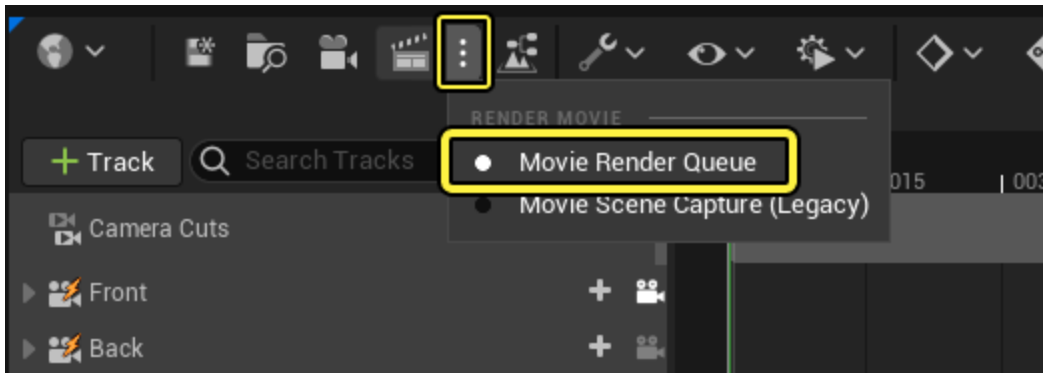 RENDER MOVIE
Movie Render Queue
Movie Scene Capture (Legacy)
+ Track
Search Tracks
015
003
Camera Cuts
Front
Back